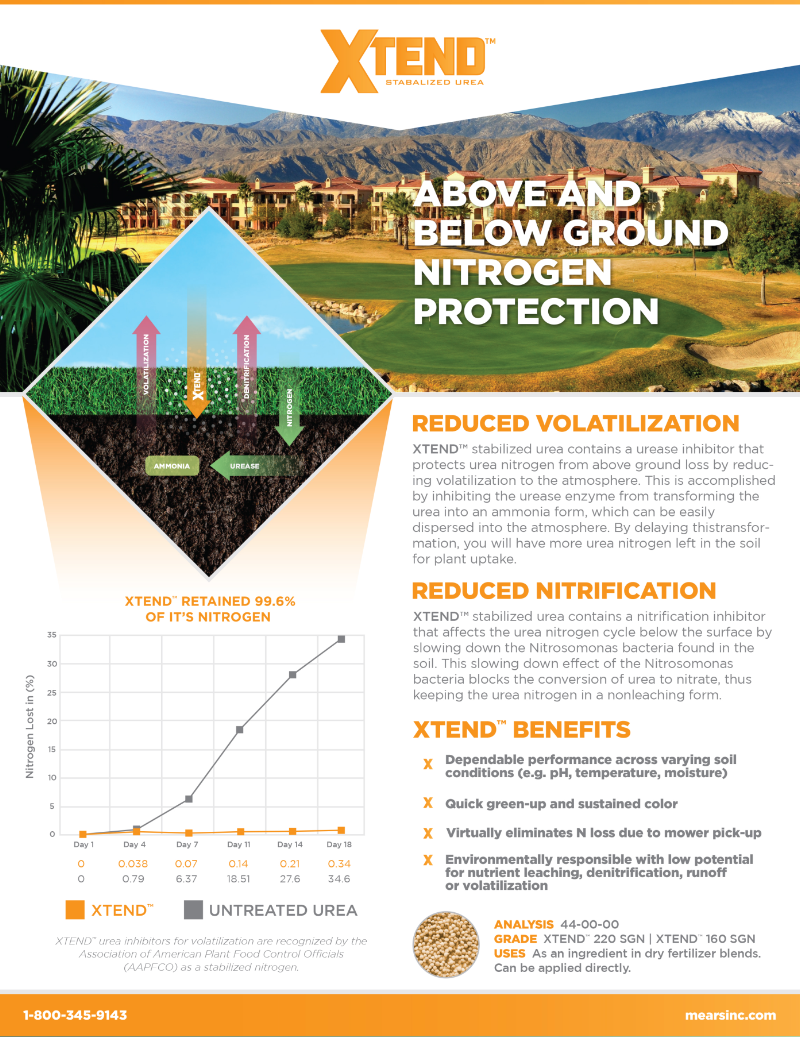 XTEND™
STABALIZED UREA
ABOVE AND
BELOW GROUND
NITROGEN
PROTECTION
VOLATILIZATION
XTEND
DENITRIFICATION
NITROGEN
AMMONIA
UREASE
REDUCED VOLATILIZATION
XTEND™ stabilized urea contains a urease inhibitor that
protects urea nitrogen from above ground loss by reduc-
ing volatilization to the atmosphere. This is accomplished
by inhibiting the urease enzyme from transforming the
urea into an ammonia form, which can be easily
dispersed into the atmosphere. By delaying thistransfor-
mation, you will have more urea nitrogen left in the soil
for plant uptake.
REDUCED NITRIFICATION
XTEND™ stabilized urea contains a nitrification inhibitor
that affects the urea nitrogen cycle below the surface by
slowing down the Nitrosomonas bacteria found in the
soil. This slowing down effect of the Nitrosomonas
bacteria blocks the conversion of urea to nitrate, thus
keeping the urea nitrogen in a nonleaching form.
XTEND™ BENEFITS
X Dependable performance across varying soil
conditions (e.g. pH, temperature, moisture)
X Quick green-up and sustained color
X Virtually eliminates N loss due to mower pick-up
X Environmentally responsible with low potential
for nutrient leaching, denitrification, runoff
or volatilization
ANALYSIS 44-00-00
GRADE XTEND™ 220 SGN | XTEND™ 160 SGN
USES As an ingredient in dry fertilizer blends.
Can be applied directly.
XTEND™ RETAINED 99.6%
OF IT'S NITROGEN
Nitrogen Lost in (%)
35
30
25
20
15
10
5
0
Day 1 Day 4 Day 7 Day 11 Day 14 Day 18
0 0.038 0.07 0.14 0.21 0.34
0 0.79 6.37 18.51 27.6 34.6
XTEND™ UNTREATED UREA
XTEND™ urea inhibitors for volatilization are recognized by the
Association of American Plant Food Control Officials
(AAPFCO) as a stabilized nitrogen.
1-800-345-9143 mearsinc.com